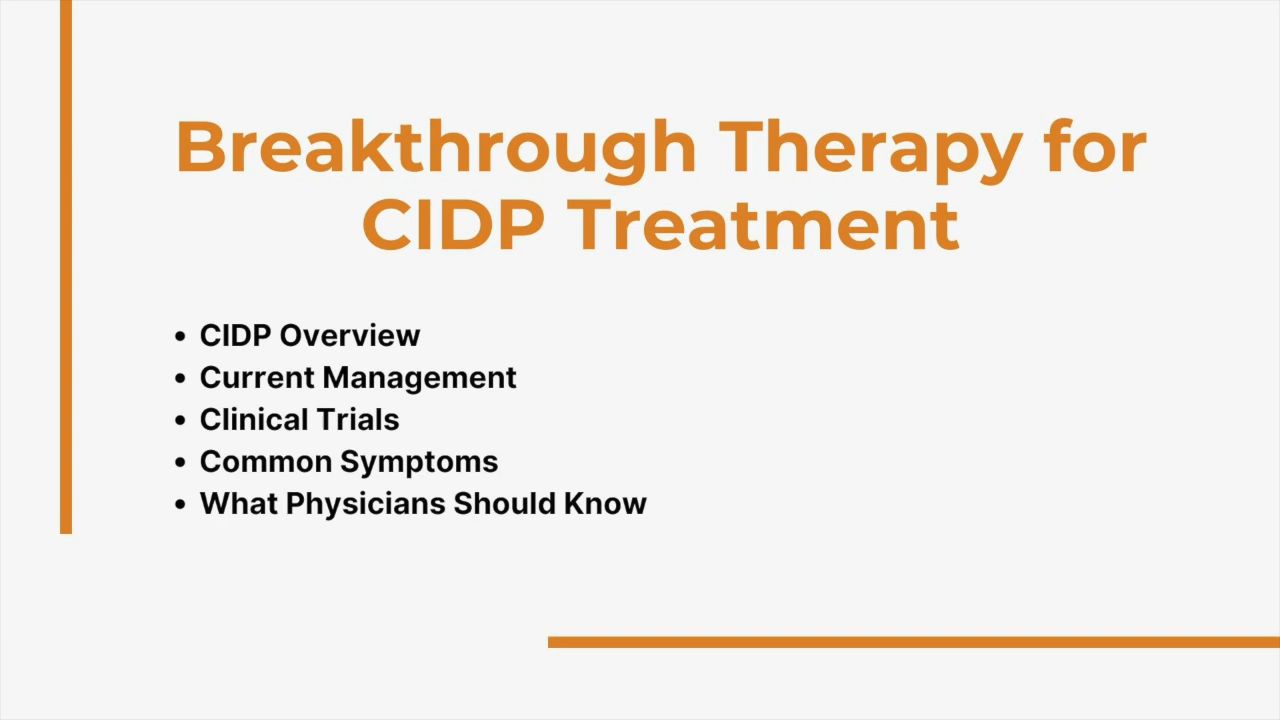 Breakthrough Therapy for
CIDP Treatment
• CIDP Overview
• Current Management
• Clinical Trials
• Common Symptoms
• What Physicians Should Know